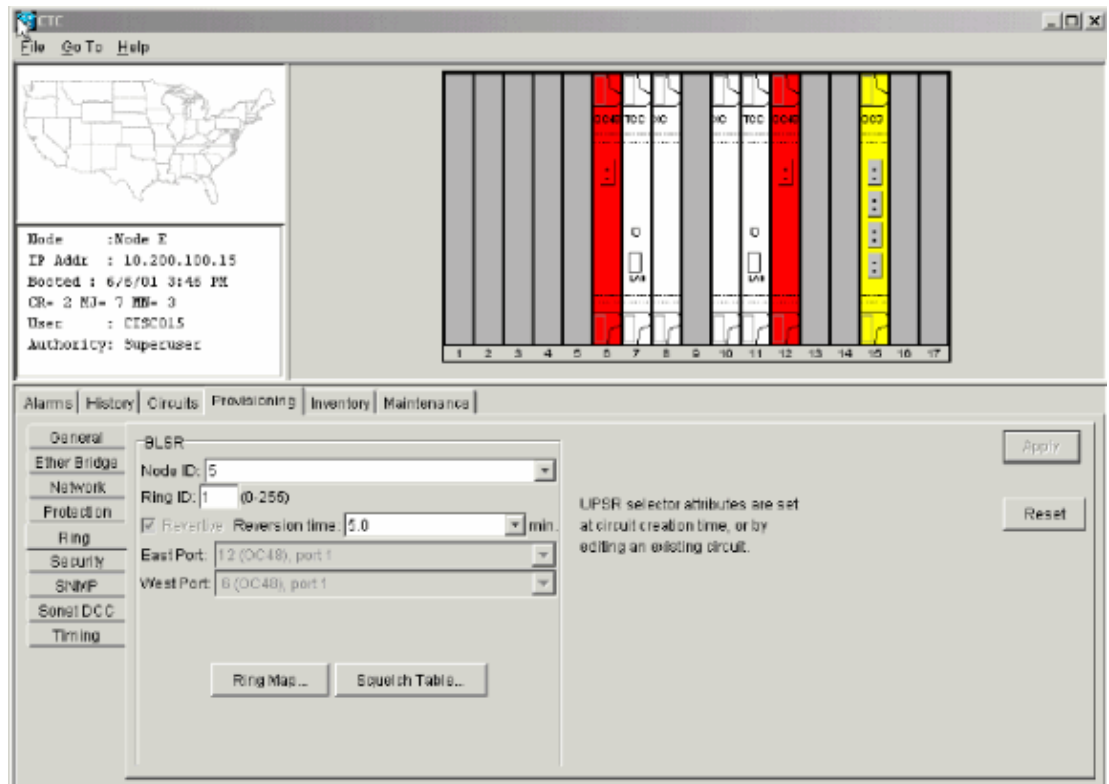 CTC
File Go To Help
OC48 TCC XC XC TCC OC48 OC3
LAN LAN
1 2 3 4 5 6 7 8 9 10 11 12 13 14 15 16 17
Node :Node E
IP Addr : 10.200.100.15
Booted : 6/6/01 3:46 PM
CR- 2 MJ- 7 MN- 3
User : CISCO15
Authority: Superuser
Alarms History Circuits Provisioning Inventory Maintenance
General
Ether Bridge
Network
Protection
Ring
Security
SNMP
Sonet DCC
Timing
BLSR
Node ID: 5
Ring ID: 1 (0-255)
Revertive Reversion time: 5.0 min.
East Port: 12 (OC48), port 1
West Port: 6 (OC48), port 1
Ring Map... Squelch Table...
UPSR selector attributes are set
at circuit creation time, or by
editing an existing circuit.
Apply
Reset